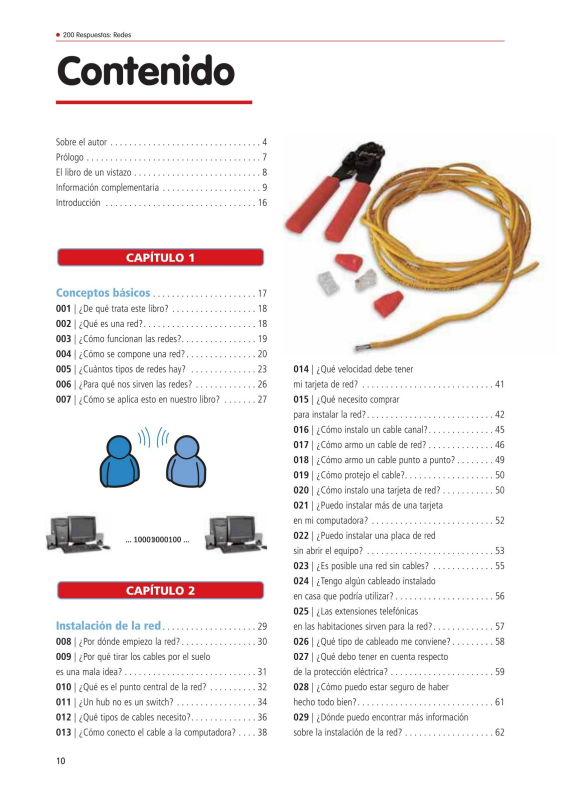 200 Respuestas: Redes
Contenido
Sobre el autor . . . . . . . . . . . . . . . . . . . . . . . . . . . . . . . . 4
Prólogo . . . . . . . . . . . . . . . . . . . . . . . . . . . . . . . . . . . . . 7
El libro de un vistazo . . . . . . . . . . . . . . . . . . . . . . . . . . . 8
Información complementaria . . . . . . . . . . . . . . . . . . . . . 9
Introducción . . . . . . . . . . . . . . . . . . . . . . . . . . . . . . . . 16
CAPÍTULO 1
Conceptos básicos . . . . . . . . . . . . . . . . . . . . . . 17
001 | ¿De qué trata este libro? . . . . . . . . . . . . . . . . . . 18
002 | ¿Qué es una red? . . . . . . . . . . . . . . . . . . . . . . . . 18
003 | ¿Cómo funcionan las redes? . . . . . . . . . . . . . . . . 19
004 | ¿Cómo se compone una red? . . . . . . . . . . . . . . . 20
005 | ¿Cuántos tipos de redes hay? . . . . . . . . . . . . . . 23
006 | ¿Para qué nos sirven las redes? . . . . . . . . . . . . . 26
007 | ¿Cómo se aplica esto en nuestro libro? . . . . . . . 27
... 10009000100 ...
CAPÍTULO 2
Instalación de la red . . . . . . . . . . . . . . . . . . . . 29
008 | ¿Por dónde empiezo la red? . . . . . . . . . . . . . . . . 30
009 | ¿Por qué tirar los cables por el suelo
es una mala idea? . . . . . . . . . . . . . . . . . . . . . . . . . . . . 31
010 | ¿Qué es el punto central de la red? . . . . . . . . . . 32
011 | ¿Un hub no es un switch? . . . . . . . . . . . . . . . . . 34
012 | ¿Qué tipos de cables necesito? . . . . . . . . . . . . . . 36
013 | ¿Cómo conecto el cable a la computadora? . . . . 38
014 | ¿Qué velocidad debe tener
mi tarjeta de red? . . . . . . . . . . . . . . . . . . . . . . . . . . . . 41
015 | ¿Qué necesito comprar
para instalar la red? . . . . . . . . . . . . . . . . . . . . . . . . . . . 42
016 | ¿Cómo instalo un cable canal? . . . . . . . . . . . . . . 45
017 | ¿Cómo armo un cable de red? . . . . . . . . . . . . . . 46
018 | ¿Cómo armo un cable punto a punto? . . . . . . . . 49
019 | ¿Cómo protejo el cable? . . . . . . . . . . . . . . . . . . . 50
020 | ¿Cómo instalo una tarjeta de red? . . . . . . . . . . . 50
021 | ¿Puedo instalar más de una tarjeta
en mi computadora? . . . . . . . . . . . . . . . . . . . . . . . . . . 52
022 | ¿Puedo instalar una placa de red
sin abrir el equipo? . . . . . . . . . . . . . . . . . . . . . . . . . . . 53
023 | ¿Es posible una red sin cables? . . . . . . . . . . . . . 55
024 | ¿Tengo algún cableado instalado
en casa que podría utilizar? . . . . . . . . . . . . . . . . . . . . . 56
025 | ¿Las extensiones telefónicas
en las habitaciones sirven para la red? . . . . . . . . . . . . . 57
026 | ¿Qué tipo de cableado me conviene? . . . . . . . . . 58
027 | ¿Qué debo tener en cuenta respecto
de la protección eléctrica? . . . . . . . . . . . . . . . . . . . . . . 59
028 | ¿Cómo puedo estar seguro de haber
hecho todo bien? . . . . . . . . . . . . . . . . . . . . . . . . . . . . . 61
029 | ¿Dónde puedo encontrar más información
sobre la instalación de la red? . . . . . . . . . . . . . . . . . . . 62
10